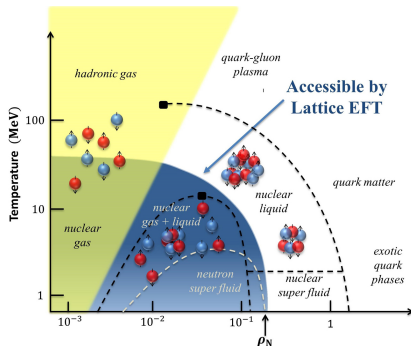 hadronic gas
quark-gluon
plasma
Accessible by
Lattice EFT
Temperature (MeV)
100
10
1
quark matter
nuclear
liquid
nuclear
gas + liquid
nuclear
gas
neutron
super fluid
nuclear
super fluid
exotic
quark
phases
10⁻³
10⁻²
10⁻¹
1
ρ_N